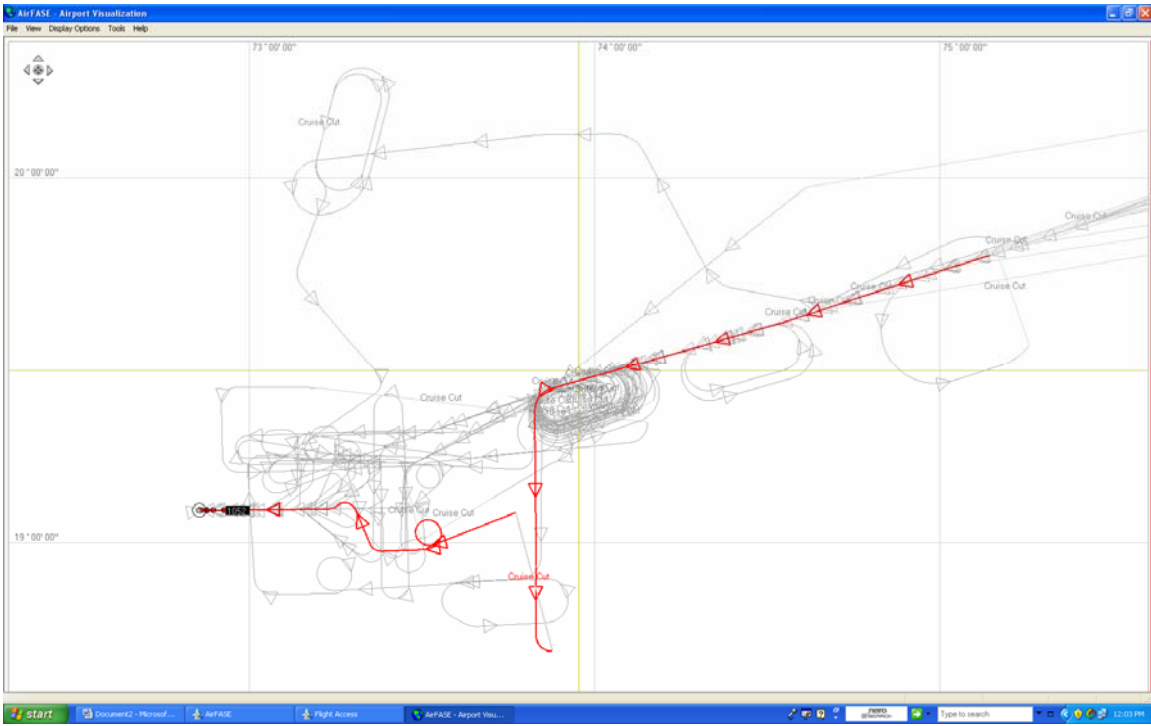 AirFASE - Airport Visualization
File View Display Options Tools Help
73°00'00" 74°00'00" 75°00'00"
Cruise Cut
20°00'00"
Cruise Cut
Cruise Cut
Cruise Cut
Cruise Cut
Cruise Cut
Cruise Cut
Cruise Cut
1052
Cruise Cut
Cruise Cut
19°00'00"
Cruise Cut
start Document2 - Microsof... AirFASE Flight Access AirFASE - Airport Visu... nero Type to search 12:03 PM